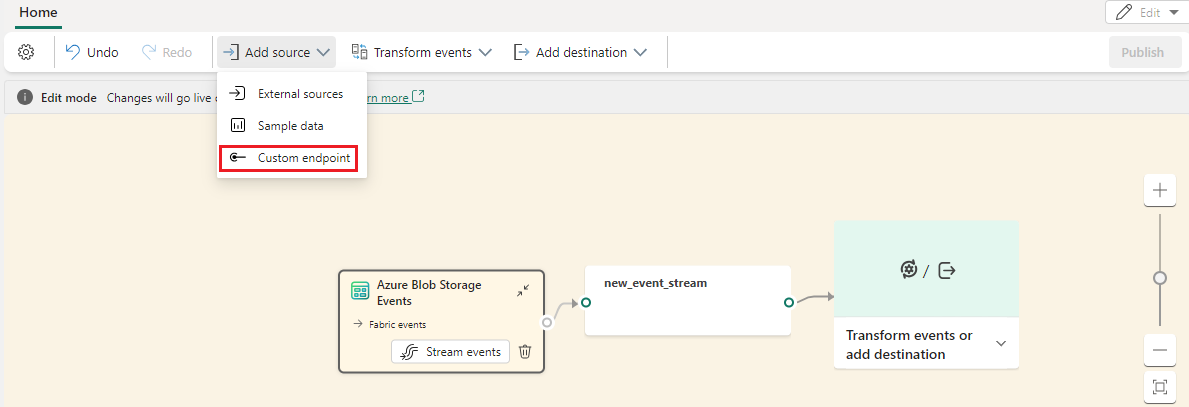 Home
Edit
Undo
Redo
Add source
Transform events
Add destination
Publish
Edit mode Changes will go live
rn more
External sources
Sample data
Custom endpoint
Azure Blob Storage
Events
Fabric events
Stream events
new_event_stream
/
Transform events or
add destination